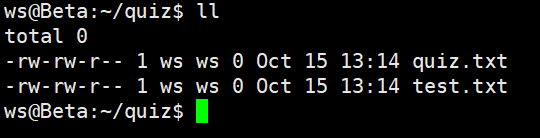 ws@Beta:~/quiz$ ll
total 0
-rw-rw-r-- 1 ws ws 0 Oct 15 13:14 quiz.txt
-rw-rw-r-- 1 ws ws 0 Oct 15 13:14 test.txt
ws@Beta:~/quiz$